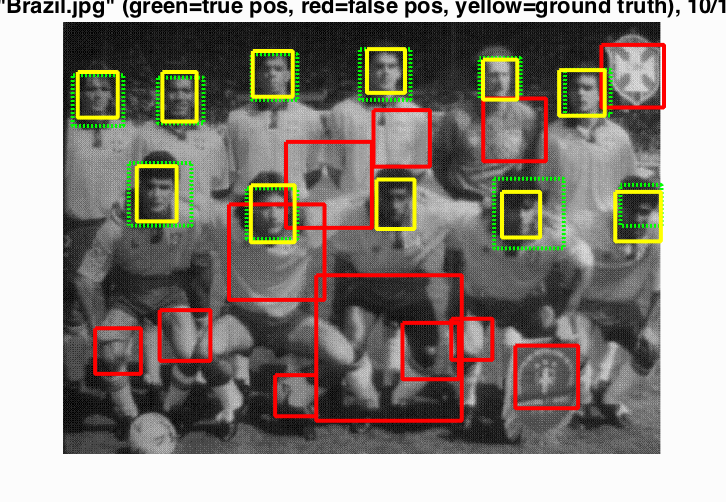 "Brazil.jpg" (green=true pos, red=false pos, yellow=ground truth), 10/1